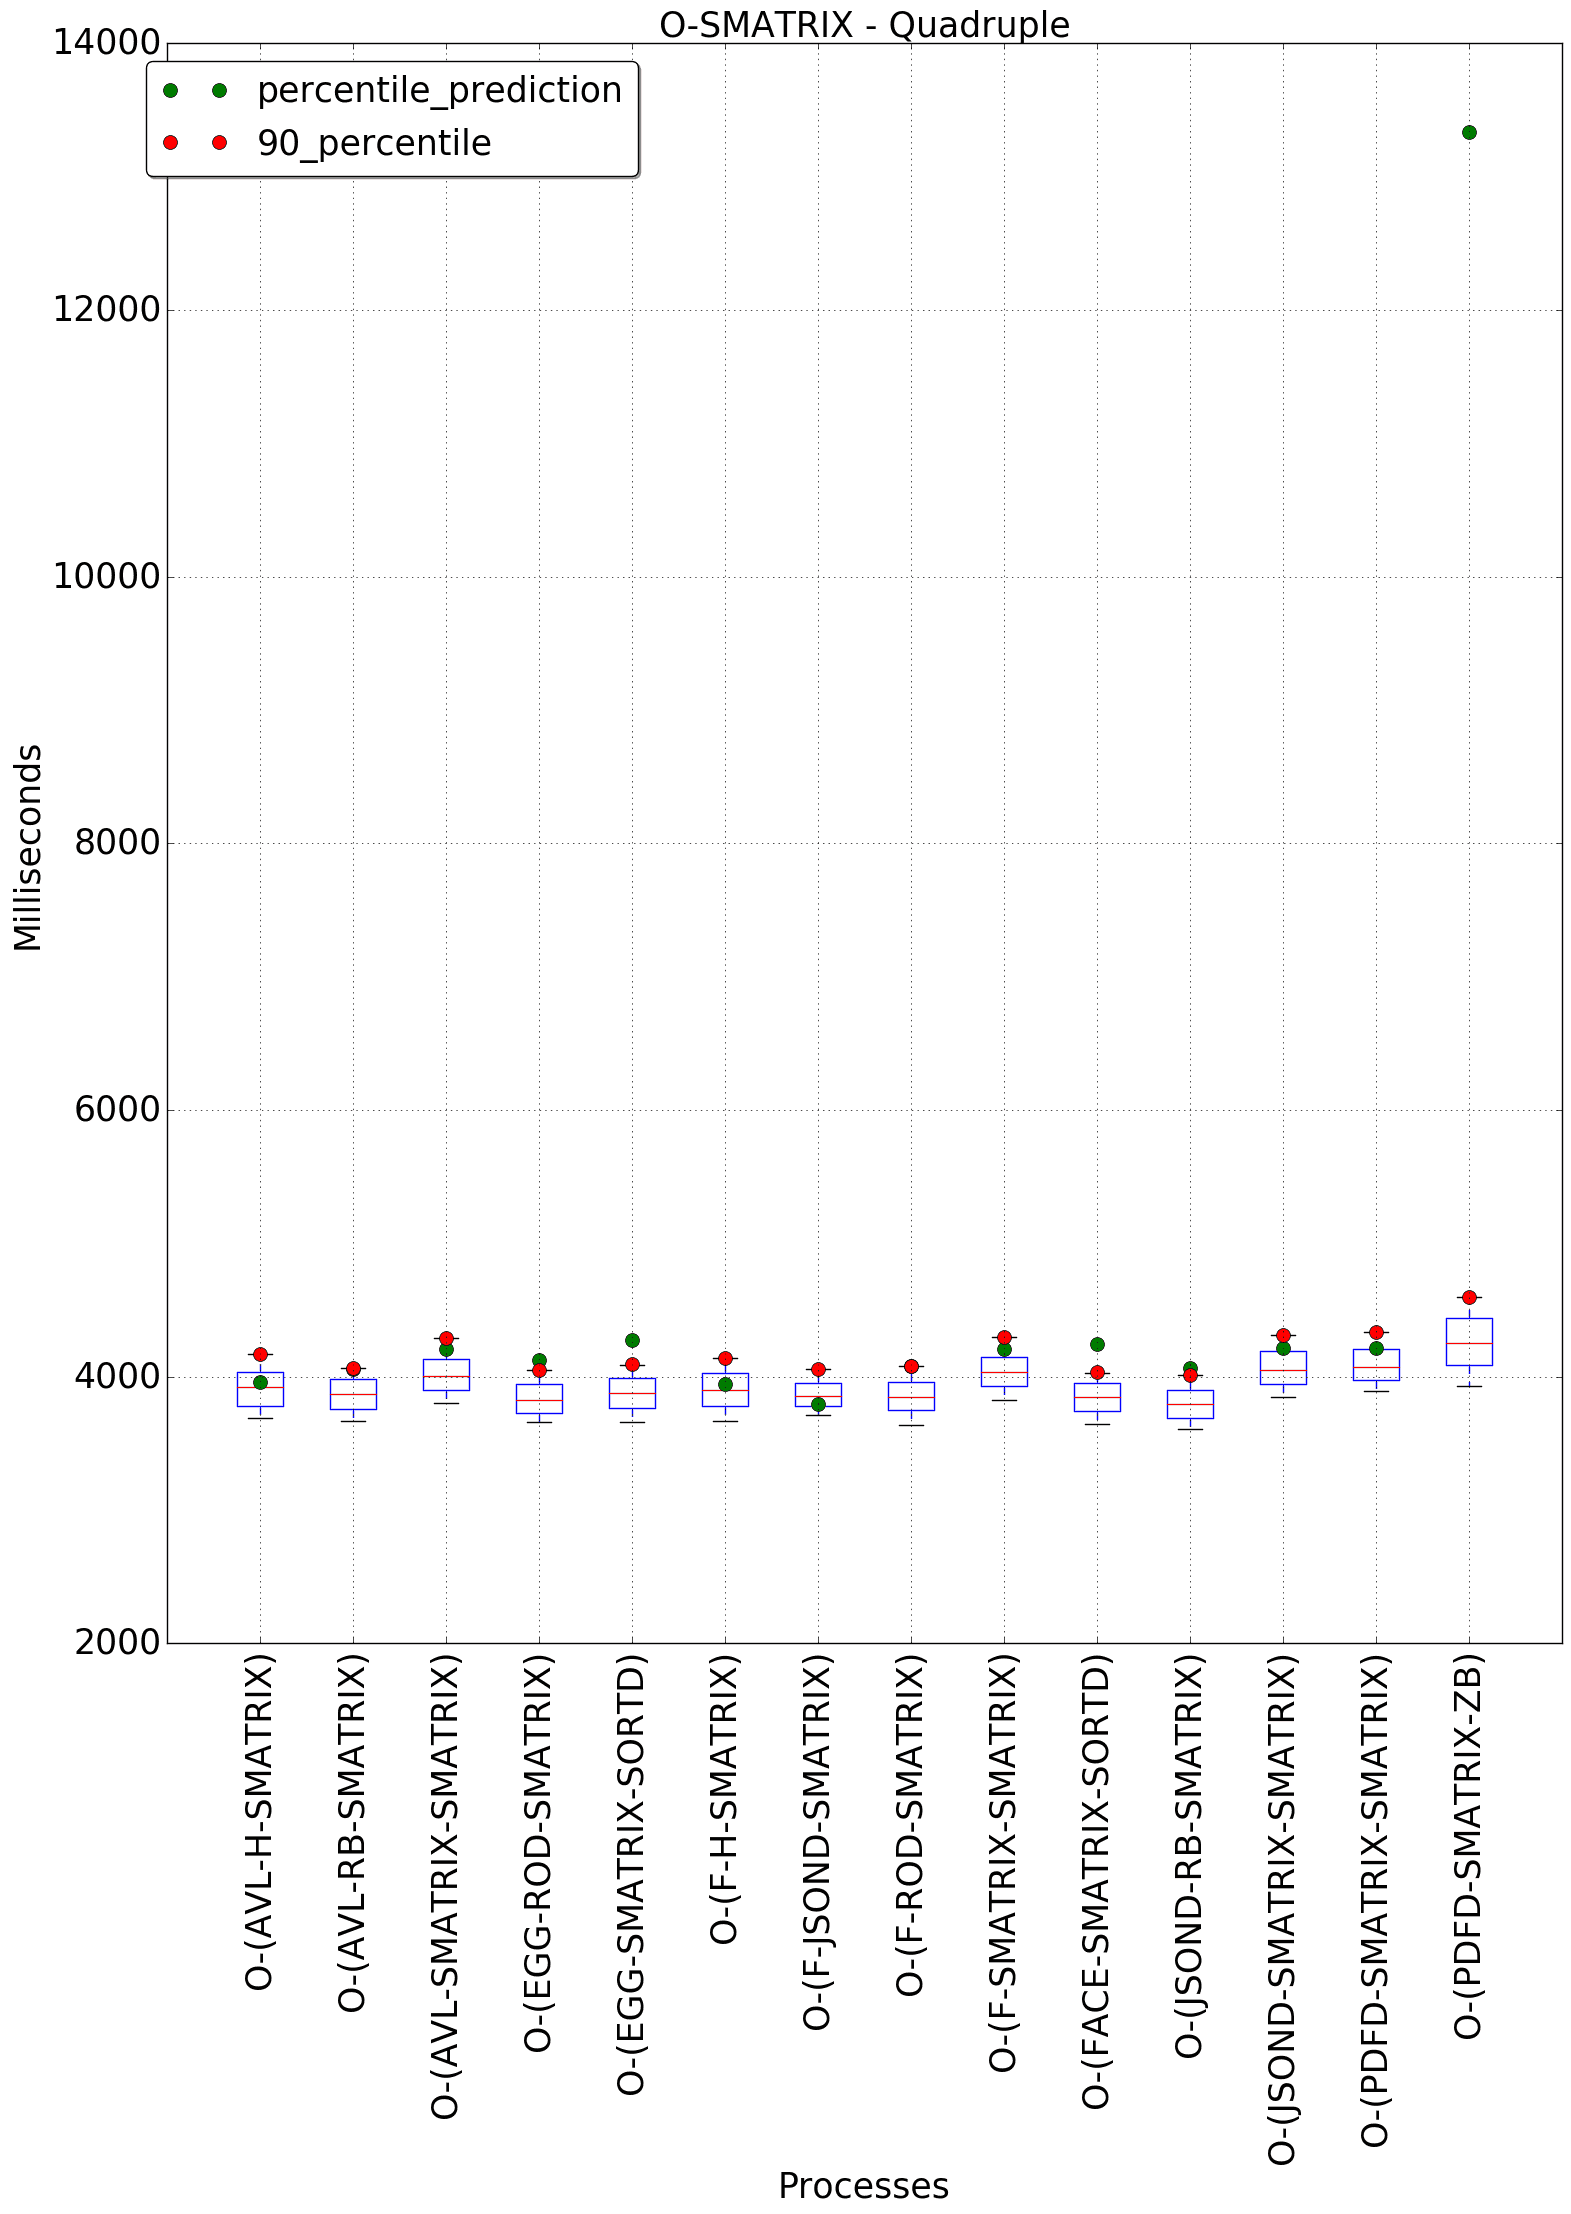 O-SMATRIX - Quadruple
14000
12000
10000
8000
6000
4000
2000
Milliseconds
percentile_prediction
90_percentile
O-(AVL-H-SMATRIX)
O-(AVL-RB-SMATRIX)
O-(AVL-SMATRIX-SMATRIX)
O-(EGG-ROD-SMATRIX)
O-(EGG-SMATRIX-SORTD)
O-(F-H-SMATRIX)
O-(F-JSOND-SMATRIX)
O-(F-ROD-SMATRIX)
O-(F-SMATRIX-SMATRIX)
O-(FACE-SMATRIX-SORTD)
O-(JSOND-RB-SMATRIX)
O-(JSOND-SMATRIX-SMATRIX)
O-(PDFD-SMATRIX-SMATRIX)
O-(PDFD-SMATRIX-ZB)
Processes